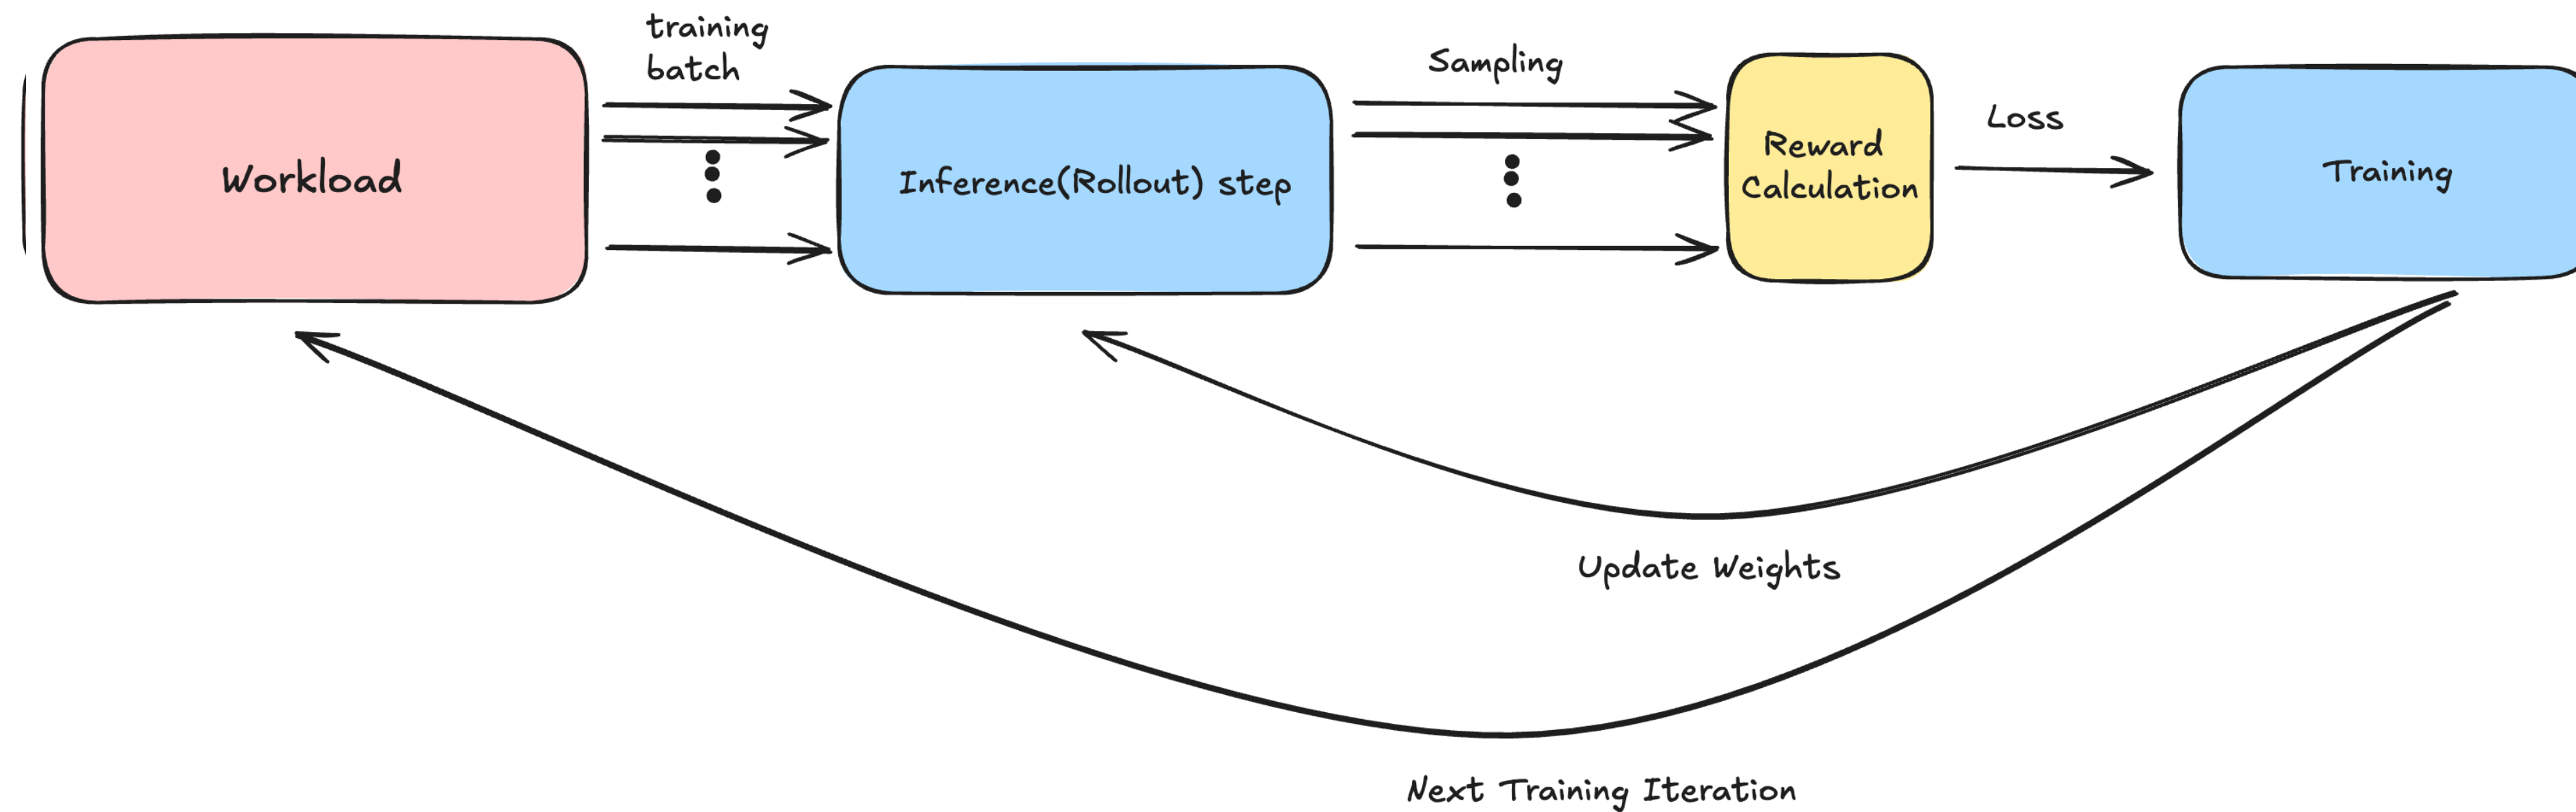 training
batch
Sampling
Loss
Workload
Inference(Rollout) step
Reward
Calculation
Training
Update Weights
Next Training Iteration